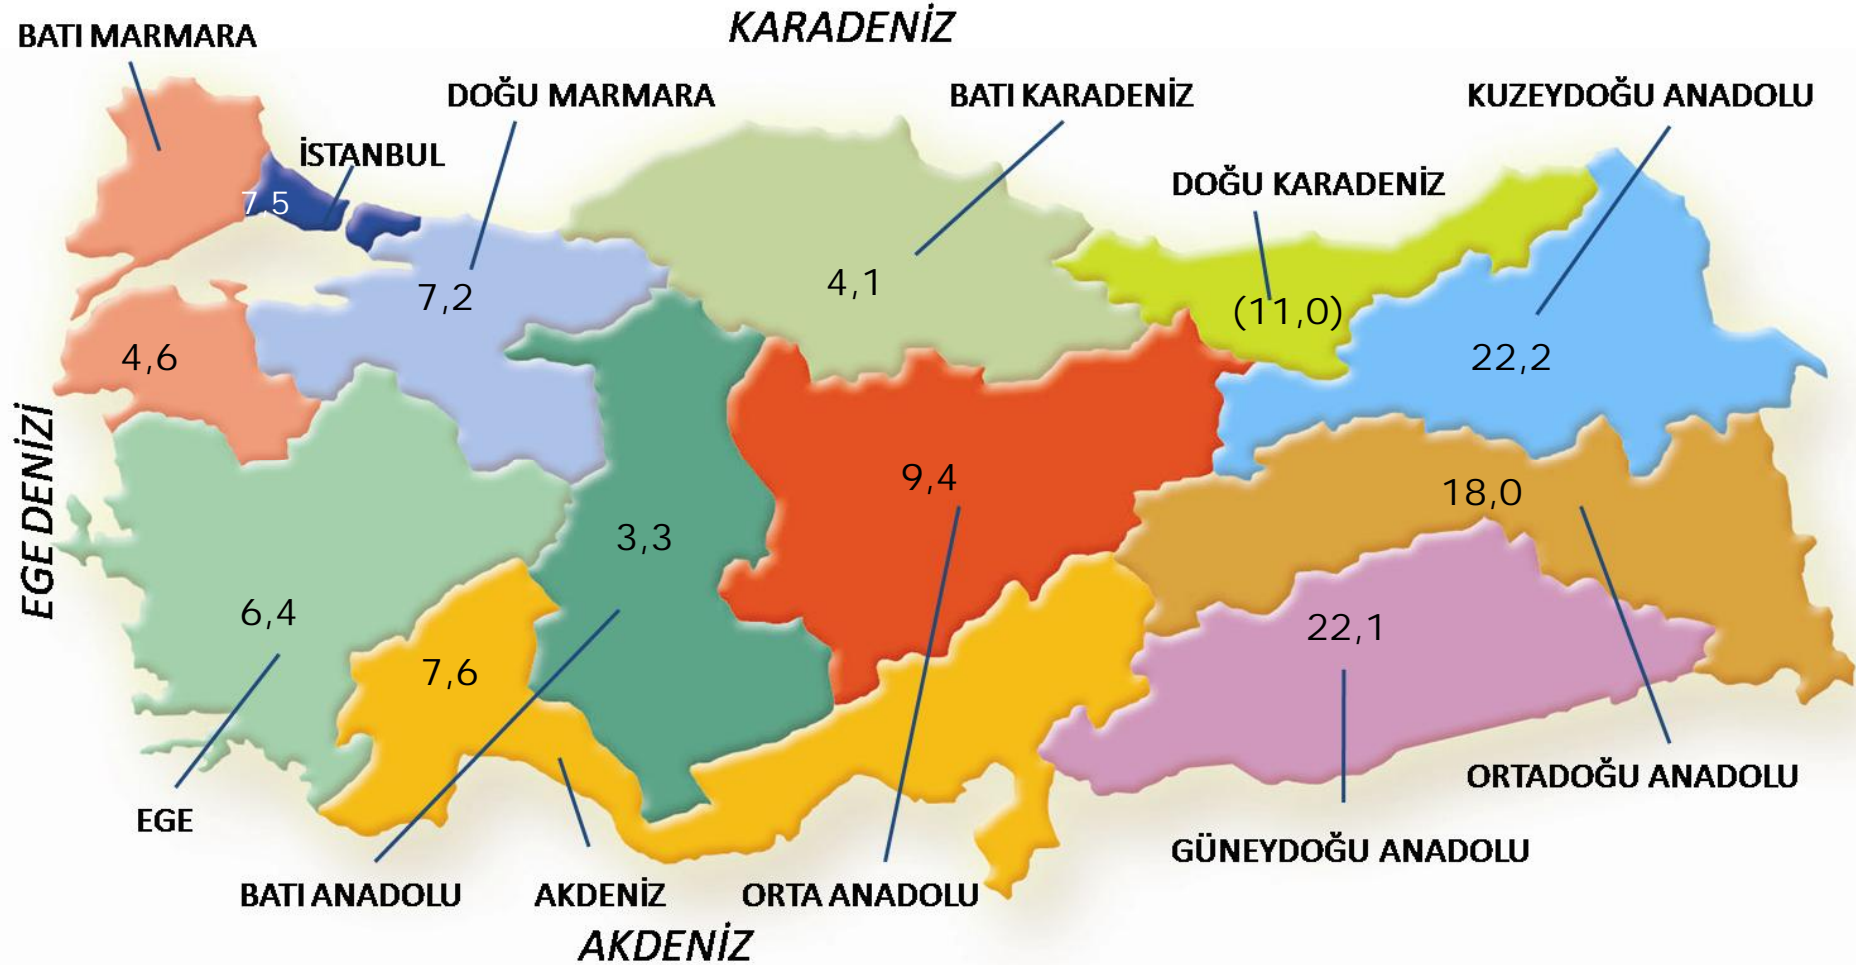 KARADENİZ
BATI MARMARA
DOĞU MARMARA
BATI KARADENİZ
KUZEYDOĞU ANADOLU
İSTANBUL
DOĞU KARADENİZ
7,5
4,1
7,2
(11,0)
4,6
22,2
EGE DENİZİ
9,4
18,0
3,3
6,4
22,1
7,6
ORTADOĞU ANADOLU
EGE
GÜNEYDOĞU ANADOLU
BATI ANADOLU
AKDENİZ
ORTA ANADOLU
AKDENİZ